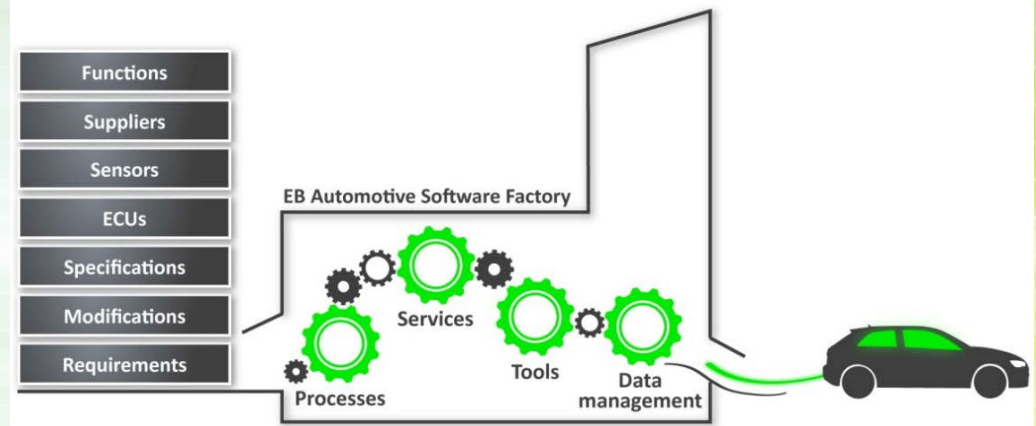 Functions
Suppliers
Sensors
ECUs
Specifications
Modifications
Requirements
EB Automotive Software Factory
Services
Processes
Tools
Data
management